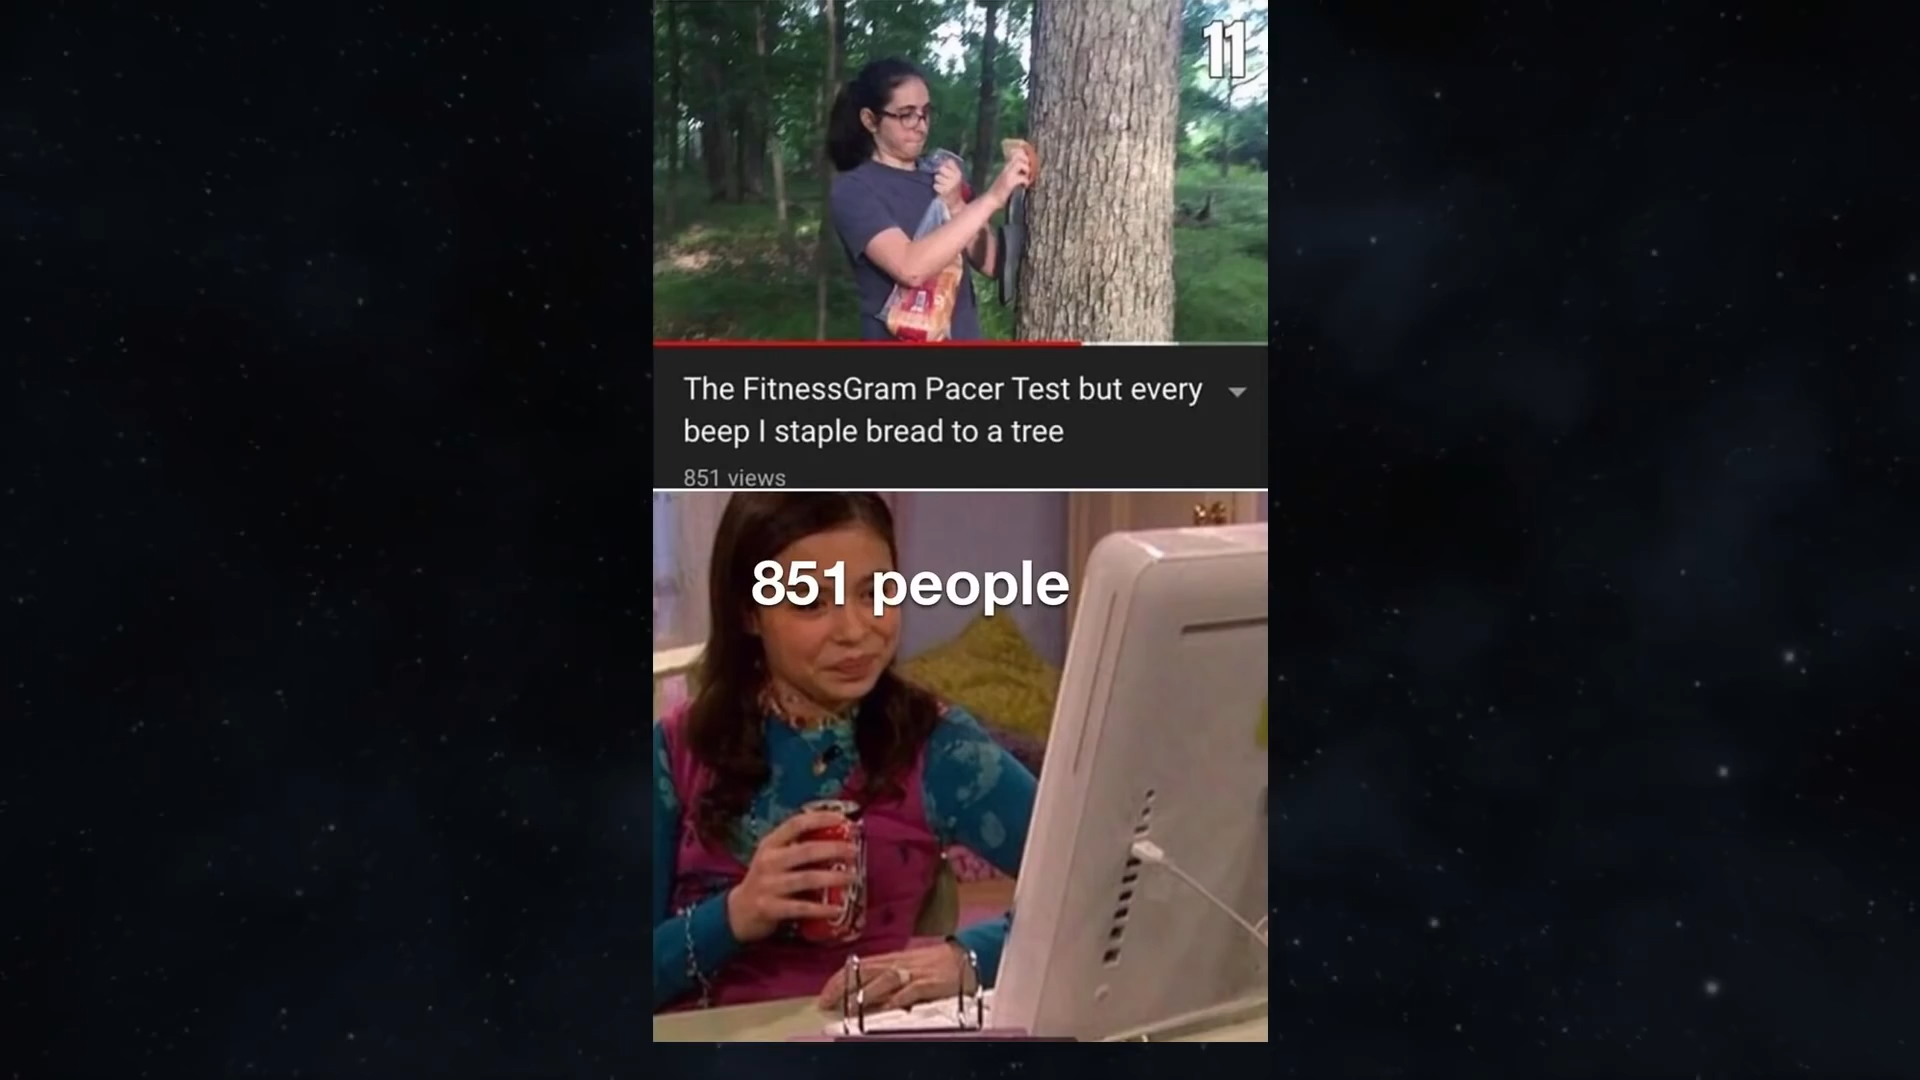 11
The FitnessGram Pacer Test but every
beep I staple bread to a tree
851 views
851 people